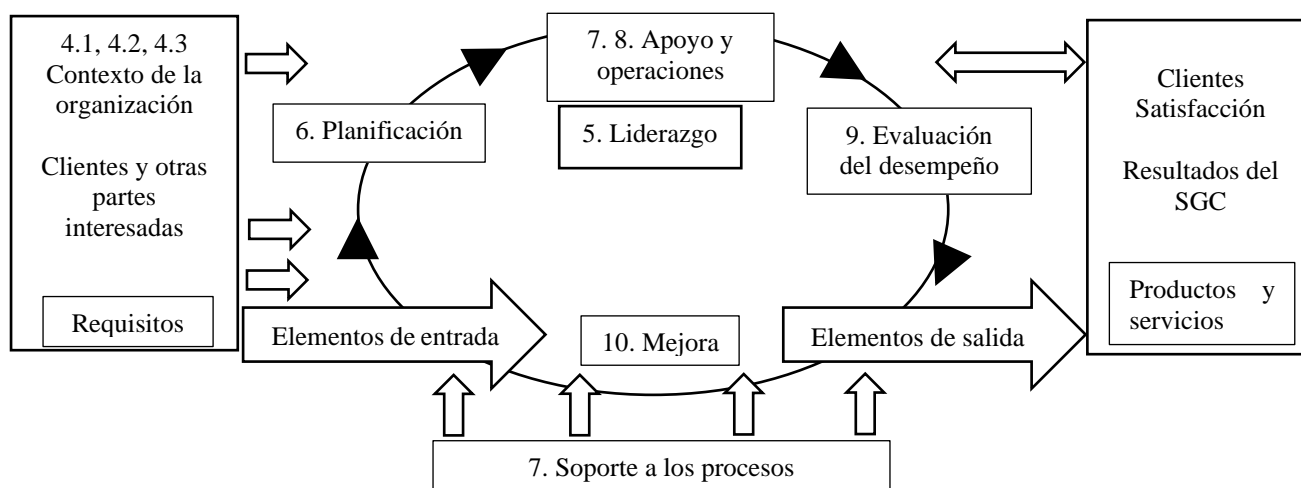 4.1, 4.2, 4.3
Contexto de la
organización
Clientes y otras
partes
interesadas
Requisitos
7. 8. Apoyo y
operaciones
5. Liderazgo
6. Planificación
9. Evaluación
del desempeño
Clientes
Satisfacción
Resultados del
SGC
Productos y
servicios
Elementos de entrada
10. Mejora
Elementos de salida
7. Soporte a los procesos